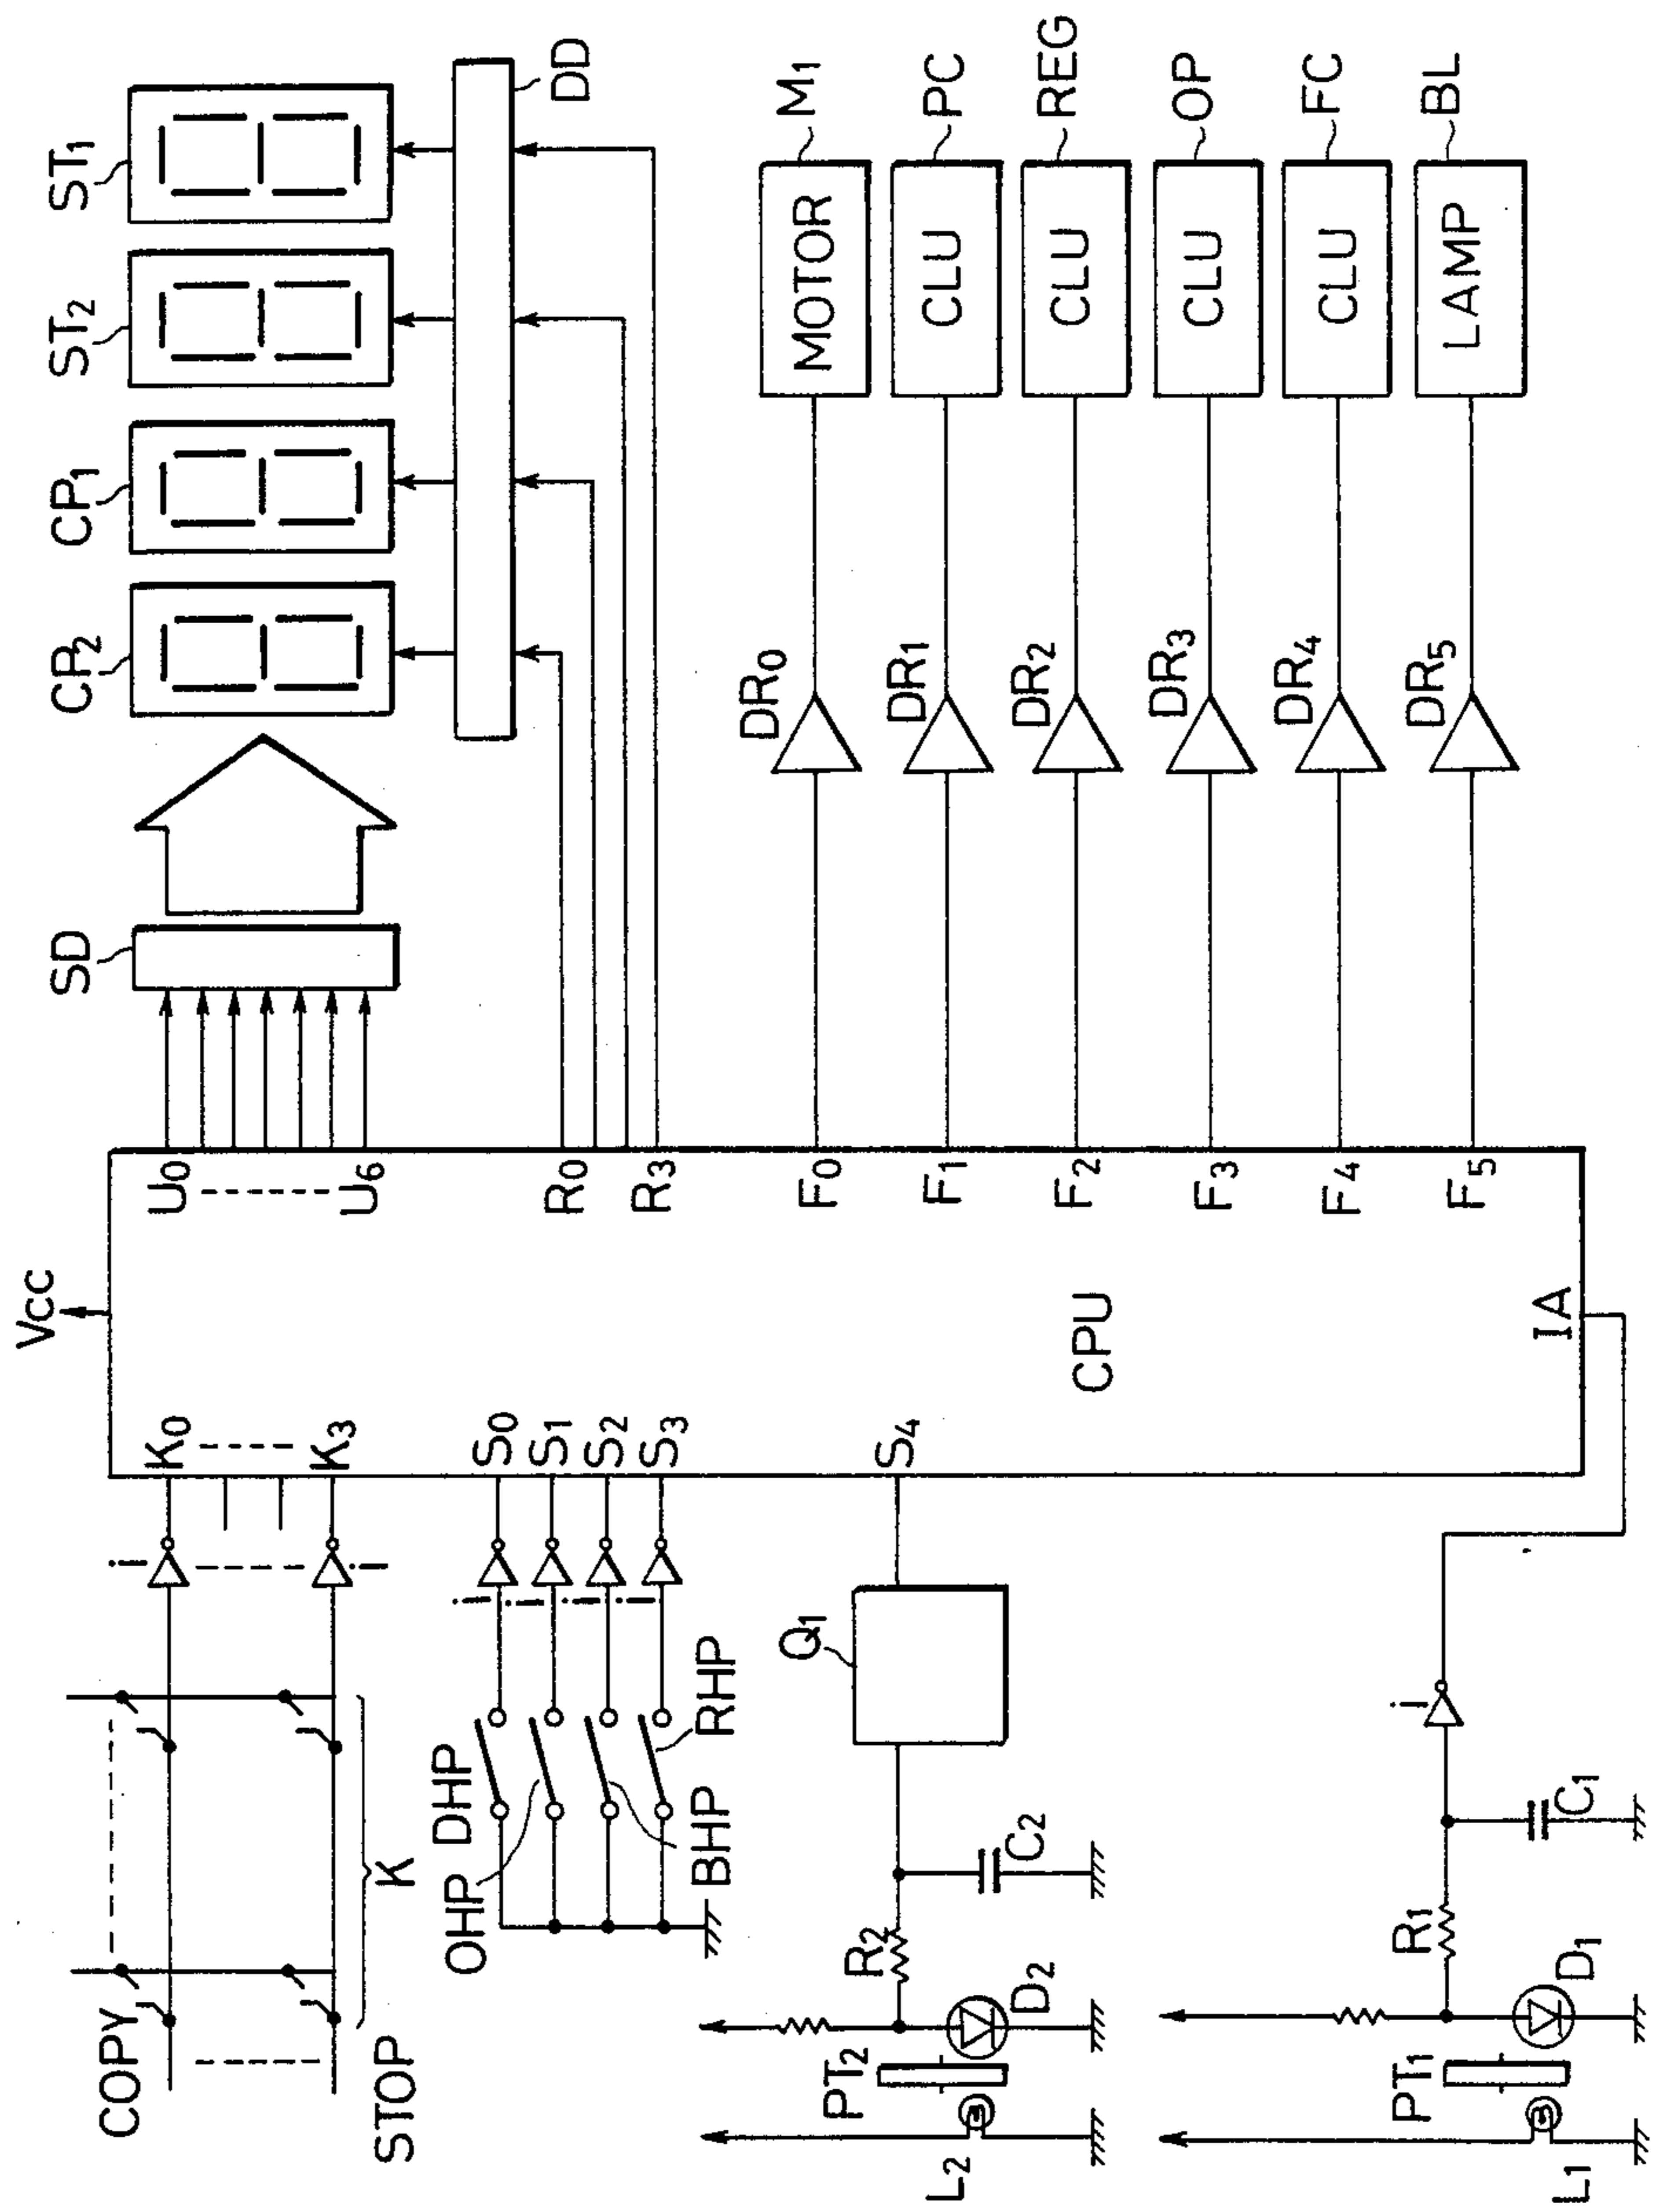 COPY
STOP
K
i
i
K0
K3
Vcc
U0
U6
SD
CP2
CP1
ST2
ST1
DD
R0
R3
OHP
DHP
BHP
RHP
i
i
i
i
S0
S1
S2
S3
S4
L2
PT2
D2
R2
C2
Q1
CPU
F0
F1
F2
F3
F4
F5
DR0
DR1
DR2
DR3
DR4
DR5
MOTOR
CLU
CLU
CLU
CLU
LAMP
M1
PC
REG
OP
FC
BL
L1
PT1
D1
R1
C1
i
IA